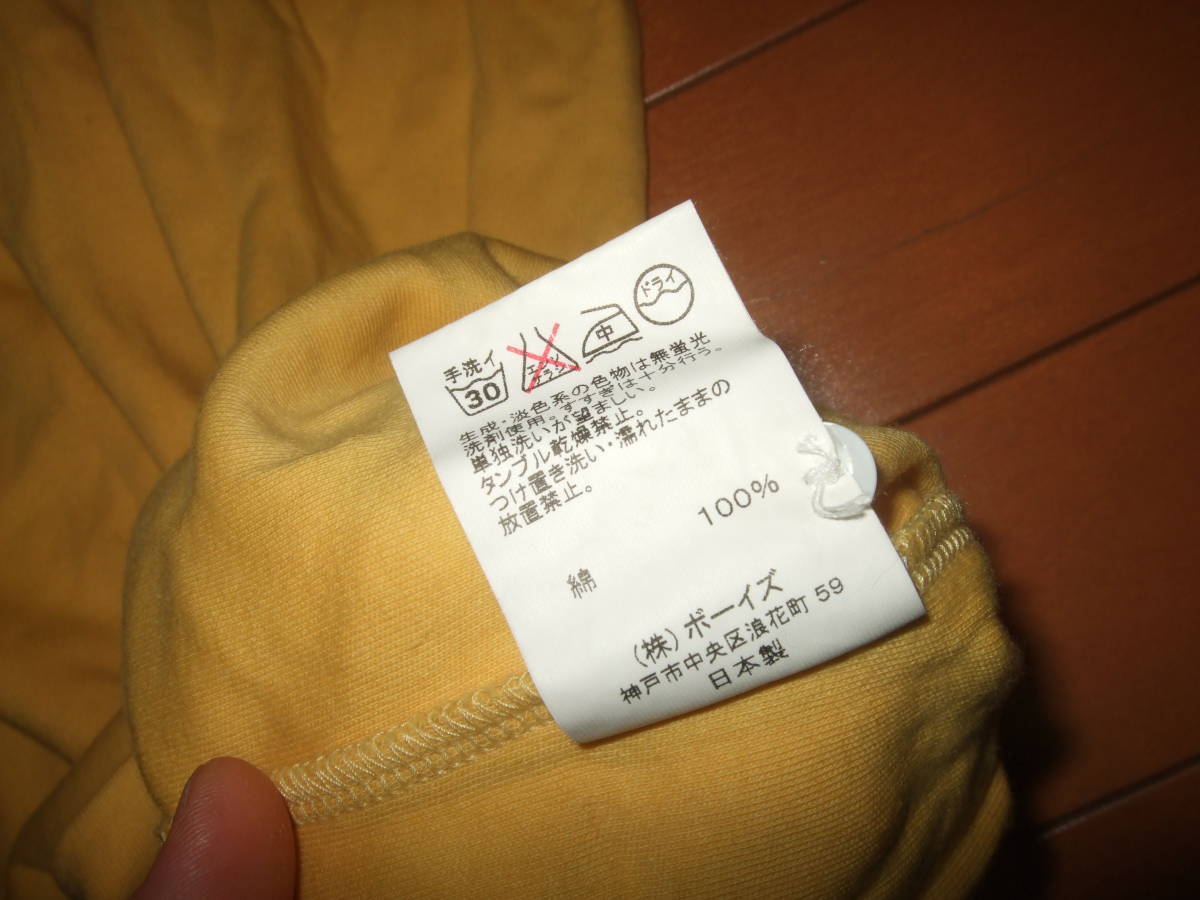 手洗イ
30
エンソ
サラシ
中
ドライ
生成・淡色系の色物は無蛍光
洗剤使用。すすぎは十分行う。
単独洗いが望ましい。
タンブル乾燥禁止。
つけ置き洗い・濡れたままの
放置禁止。
綿 100%
(株)ボーイズ
神戸市中央区浪花町 59
日本製